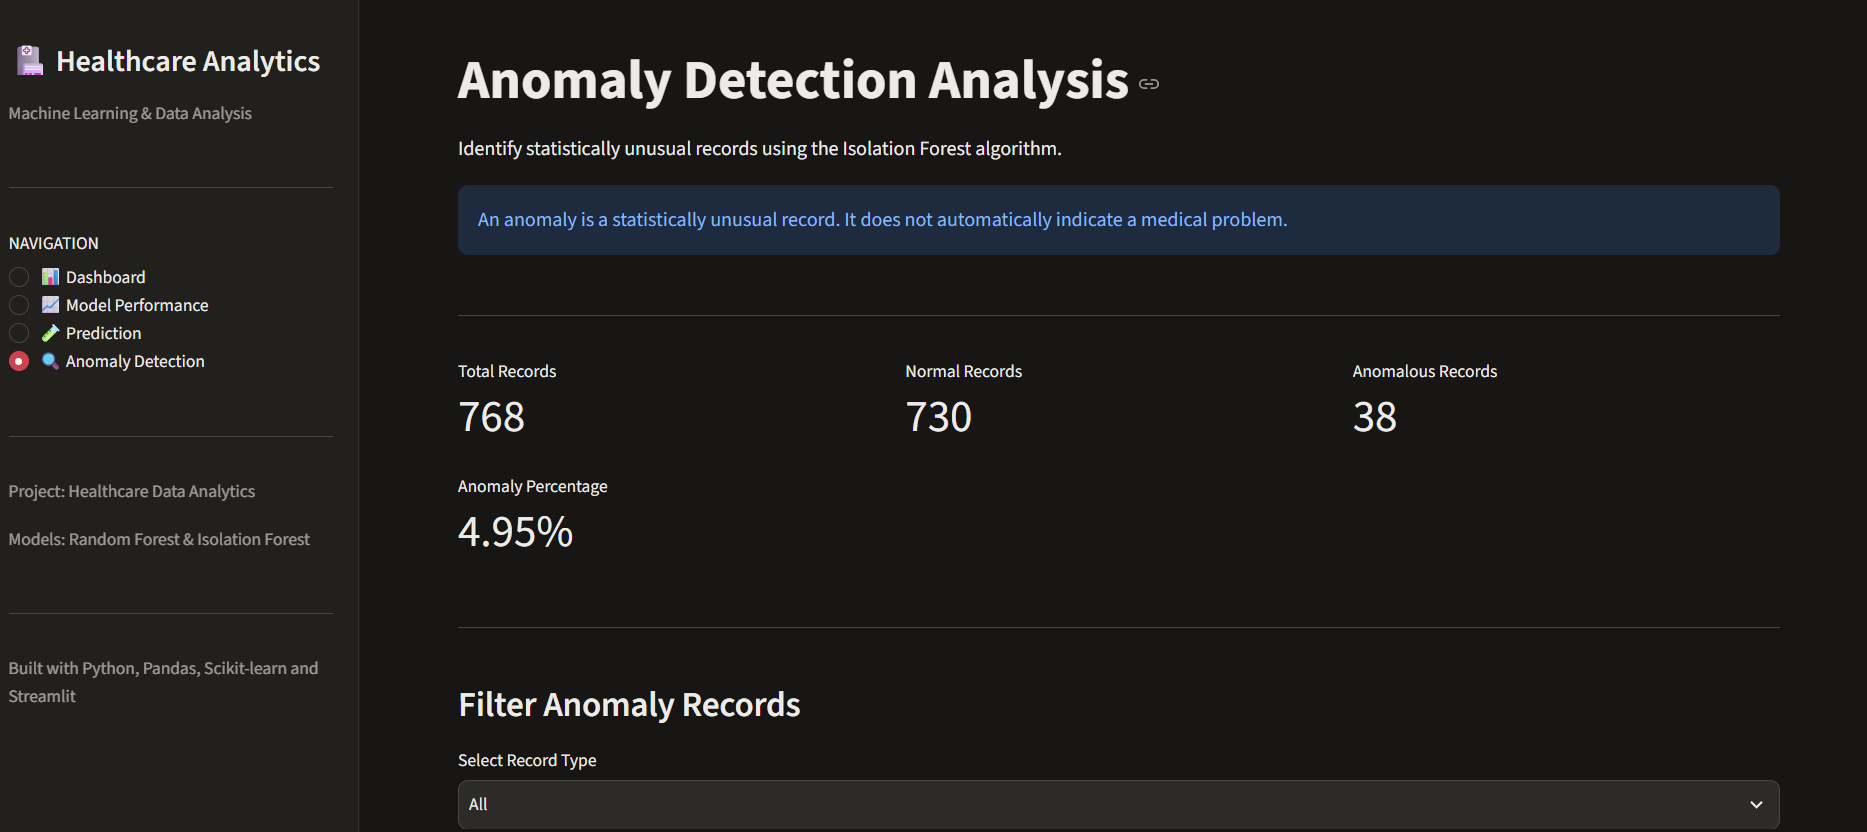 Healthcare Analytics
Machine Learning & Data Analysis
NAVIGATION
Dashboard
Model Performance
Prediction
Anomaly Detection
Project: Healthcare Data Analytics
Models: Random Forest & Isolation Forest
Built with Python, Pandas, Scikit-learn and
Streamlit
Anomaly Detection Analysis
Identify statistically unusual records using the Isolation Forest algorithm.
An anomaly is a statistically unusual record. It does not automatically indicate a medical problem.
Total Records
768
Normal Records
730
Anomalous Records
38
Anomaly Percentage
4.95%
Filter Anomaly Records
Select Record Type
All